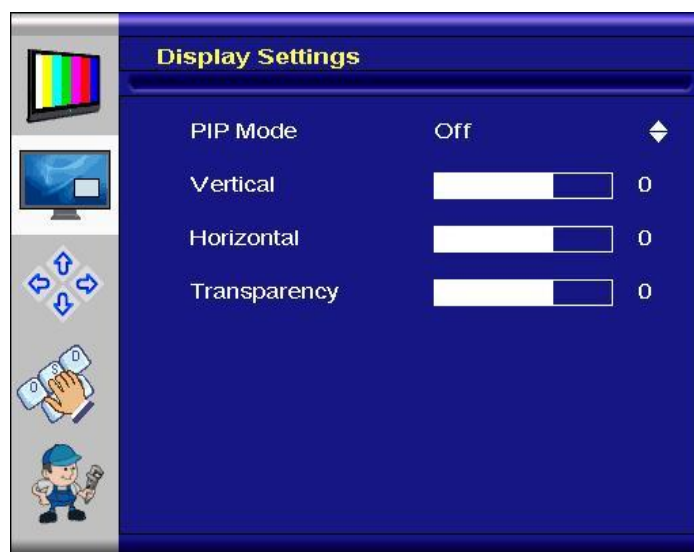 Display Settings
PIP Mode Off
Vertical 0
Horizontal 0
Transparency 0
O S D